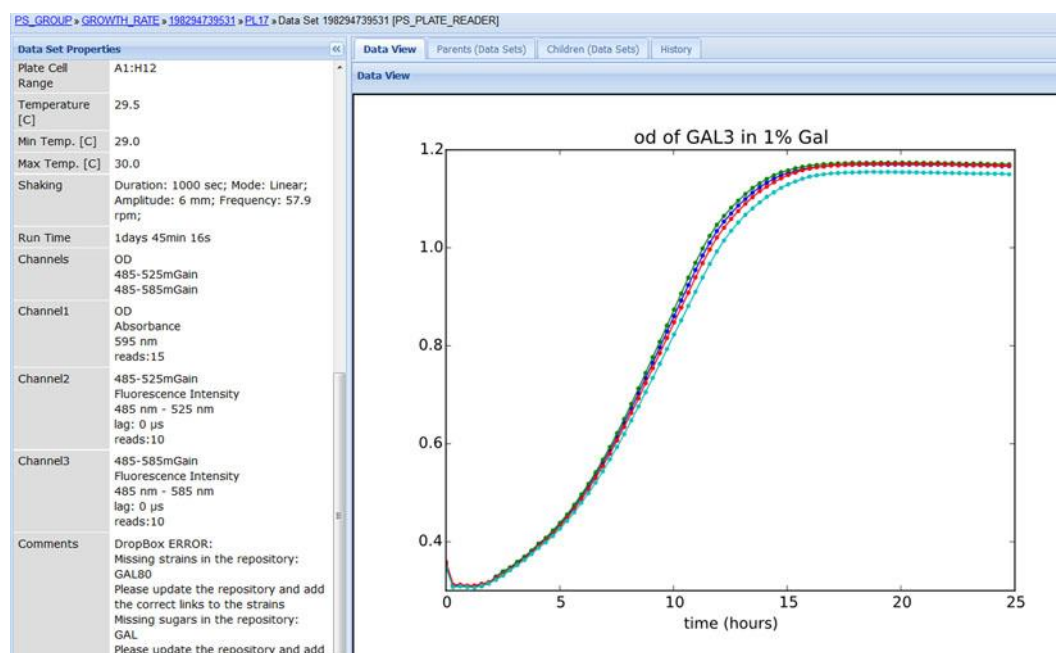 PS_GROUP » GROWTH_RATE » 198294739531 » PL17 » Data Set 198294739531 [PS_PLATE_READER]
Data Set Properties
Plate Cell
Range
A1:H12
Temperature
[C]
29.5
Min Temp. [C]
29.0
Max Temp. [C]
30.0
Shaking
Duration: 1000 sec; Mode: Linear;
Amplitude: 6 mm; Frequency: 57.9
rpm;
Run Time
1days 45min 16s
Channels
OD
485-525mGain
485-585mGain
Channel1
OD
Absorbance
595 nm
reads:15
Channel2
485-525mGain
Fluorescence Intensity
485 nm - 525 nm
lag: 0 µs
reads:10
Channel3
485-585mGain
Fluorescence Intensity
485 nm - 585 nm
lag: 0 µs
reads:10
Comments
DropBox ERROR:
Missing strains in the repository:
GAL80
Please update the repository and add
the correct links to the strains
Missing sugars in the repository:
GAL
Please update the repository and add
Data View
Parents (Data Sets)
Children (Data Sets)
History
Data View
od of GAL3 in 1% Gal
1.2
1.0
0.8
0.6
0.4
0
5
10
15
20
25
time (hours)